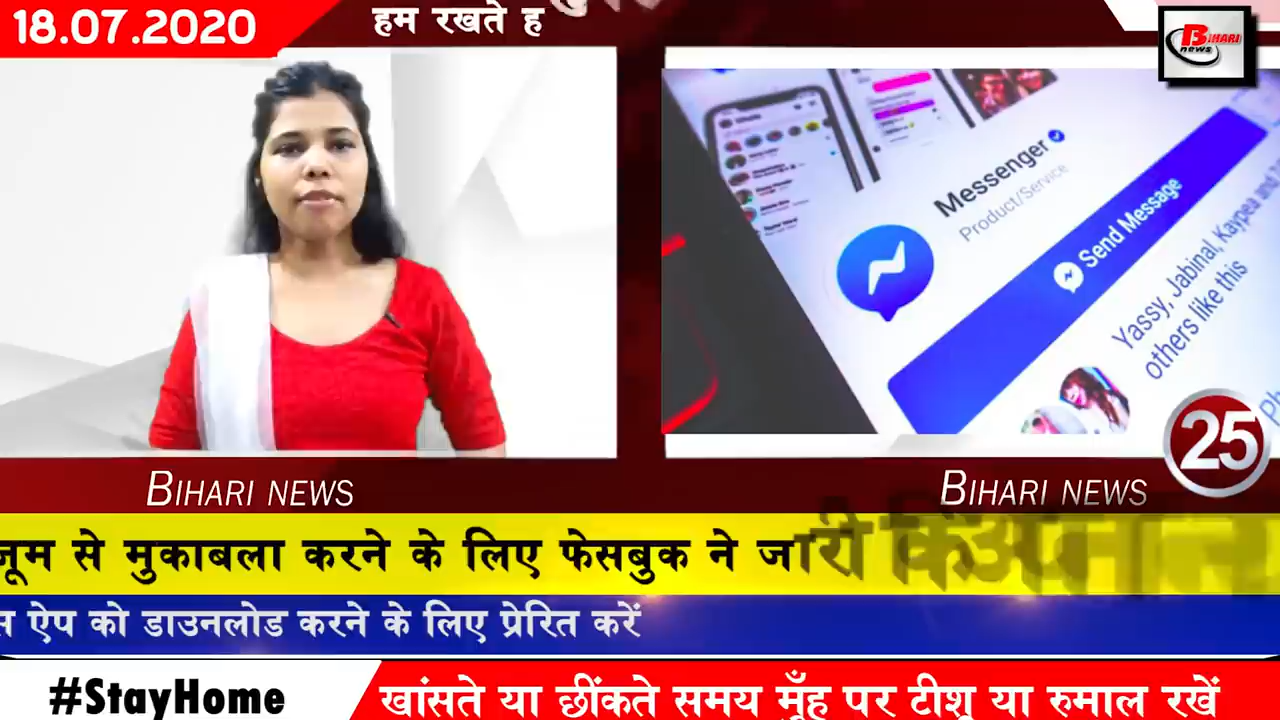 18.07.2020
हम रखते ह
BIHARI news
Messenger
Product/Service
Send Message
Yassy, Jabinal, Kaypea and
others like this
25
BIHARI NEWS
BIHARI NEWS
जूम से मुकाबला करने के लिए फेसबुक ने जारी
ऐप को डाउनलोड करने के लिए प्रेरित करें
#StayHome
खांसते या छींकते समय मुँह पर टीशू या रुमाल रखें